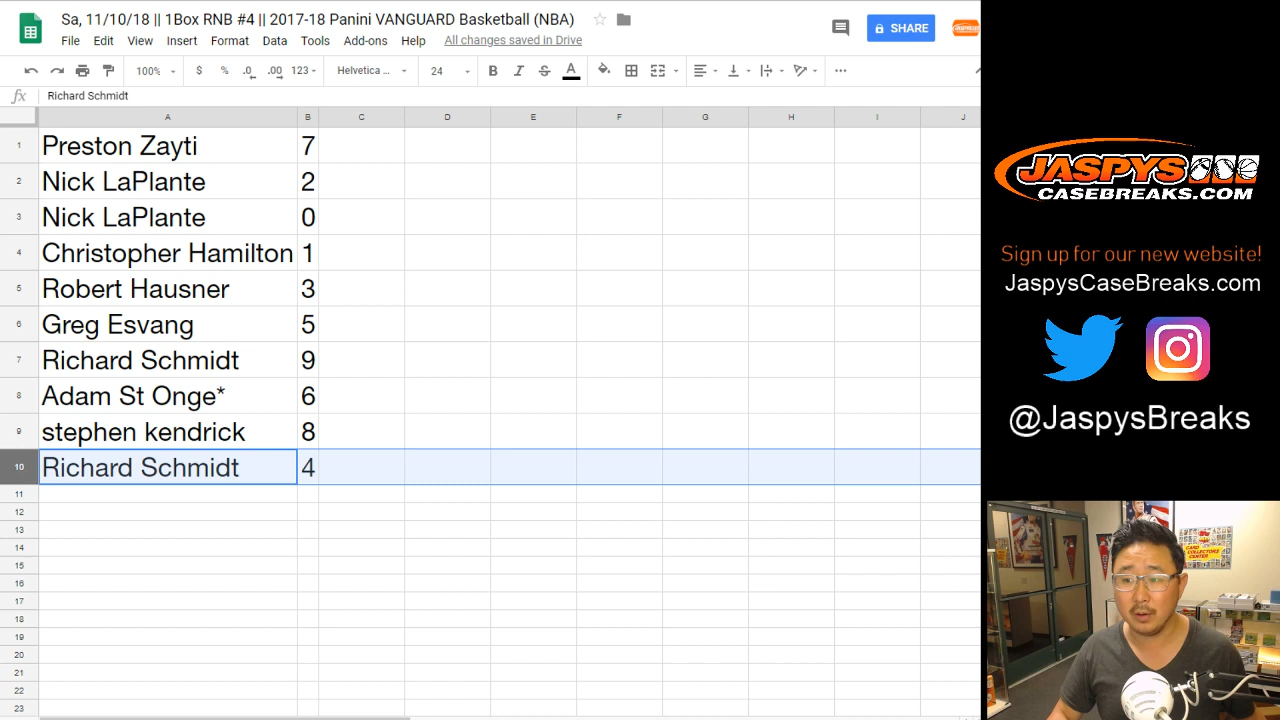 Sa, 11/10/18 || 1Box RNB #4 || 2017-18 Panini VANGUARD Basketball (NBA)
File Edit View Insert Format Data Tools Add-ons Help All changes saved in Drive
SHARE
100% $ % .0 .00 123 Helvetica ... 24 B I S A
fx Richard Schmidt
A B C D E F G H I J
1 Preston Zayti 7
2 Nick LaPlante 2
3 Nick LaPlante 0
4 Christopher Hamilton 1
5 Robert Hausner 3
6 Greg Esvang 5
7 Richard Schmidt 9
8 Adam St Onge* 6
9 stephen kendrick 8
10 Richard Schmidt 4
11
12
13
14
15
16
17
18
19
20
21
22
23
JASPYS
CASEBREAKS.COM
Sign up for our new website!
JaspysCaseBreaks.com
@JaspysBreaks
CARD
COLLECTORS
CENTER